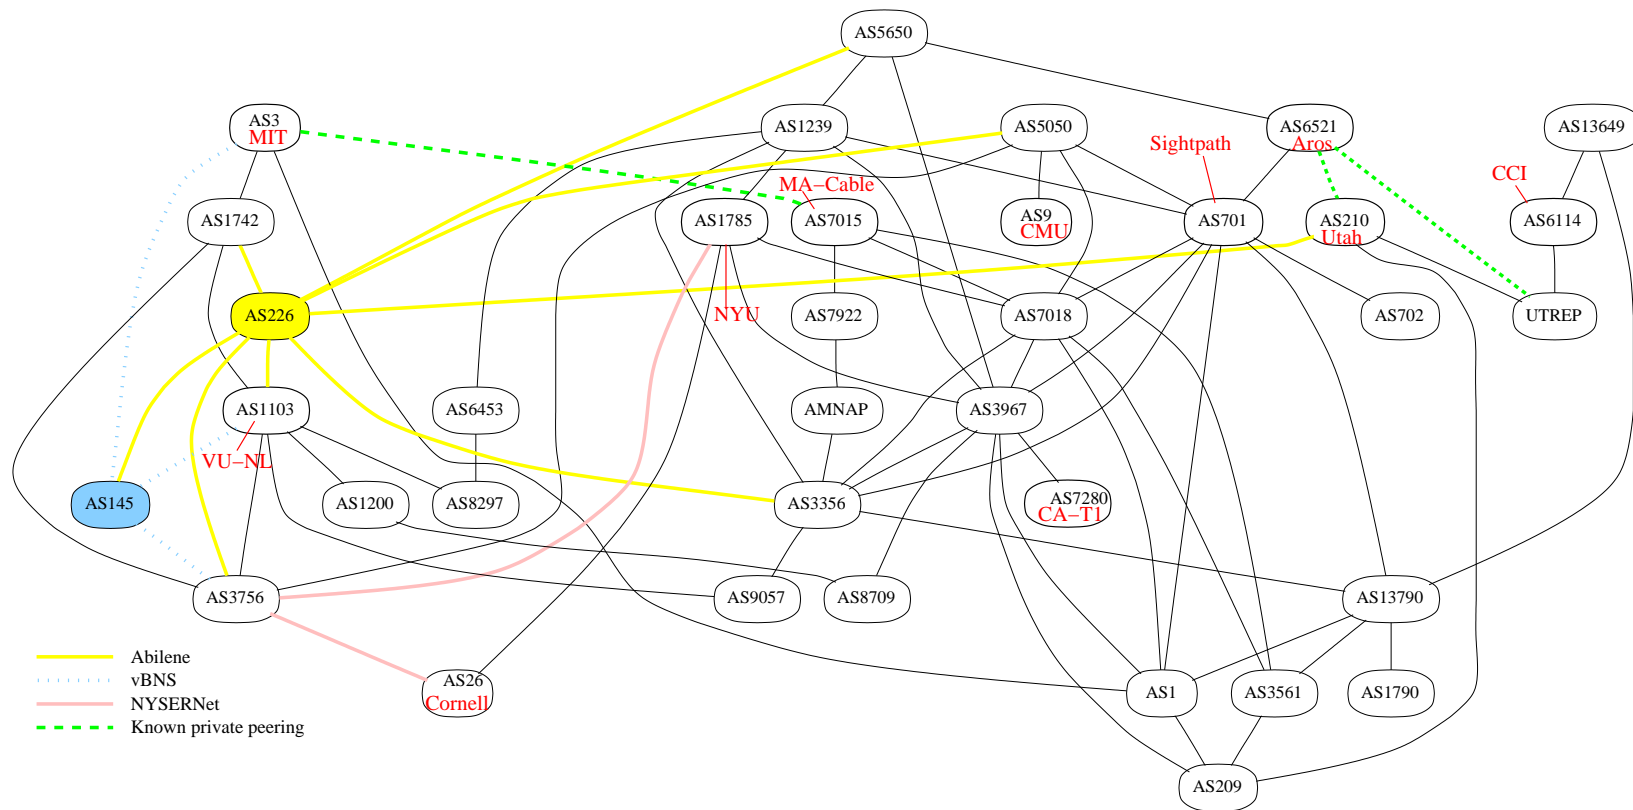 AS5650
AS3
MIT
AS1239
AS5050
AS6521
Aros
AS13649
Sightpath
CCI
MA−Cable
AS1742
AS1785
AS7015
AS9
CMU
AS701
AS210
Utah
AS6114
AS226
NYU
AS7922
AS7018
AS702
UTREP
AS1103
AS6453
AMNAP
AS3967
VU−NL
AS145
AS1200
AS8297
AS3356
AS7280
CA−T1
AS3756
AS9057
AS8709
AS13790
Abilene
vBNS
NYSERNet
Known private peering
AS26
Cornell
AS1
AS3561
AS1790
AS209